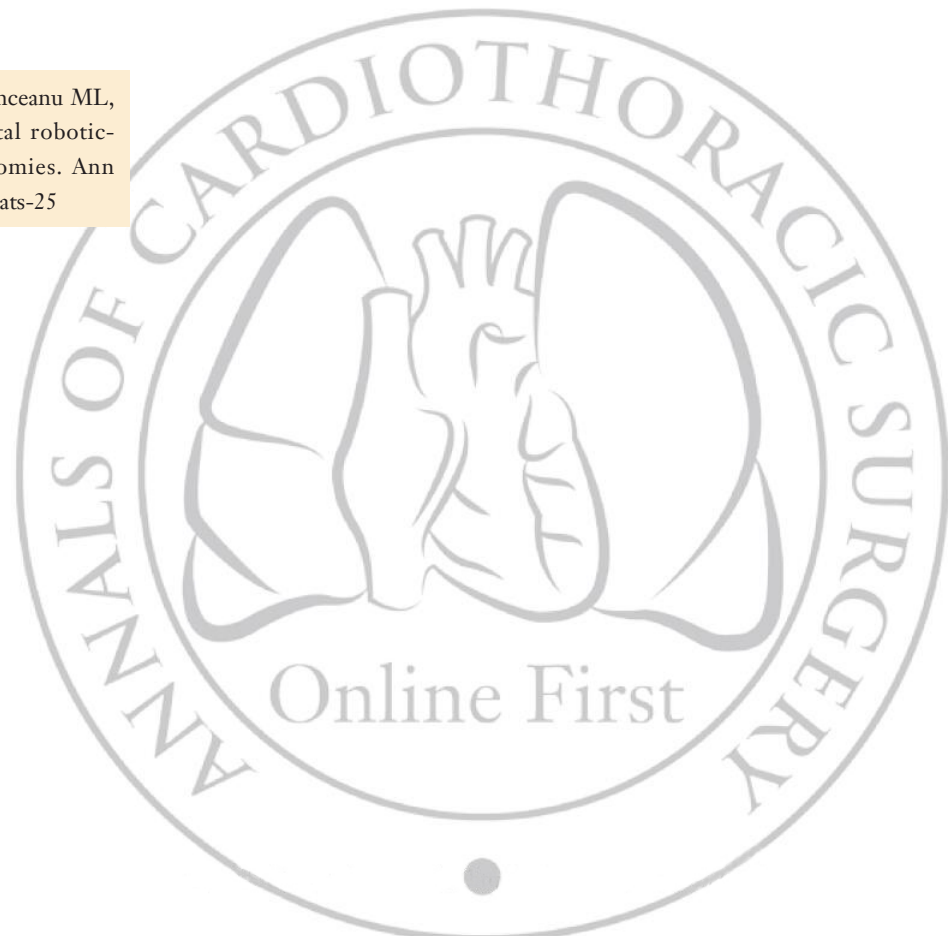 nceanu ML,
tal robotic-
omies. Ann
ats-25
ANNALS OF CARDIOTHORACIC SURGERY
Online First